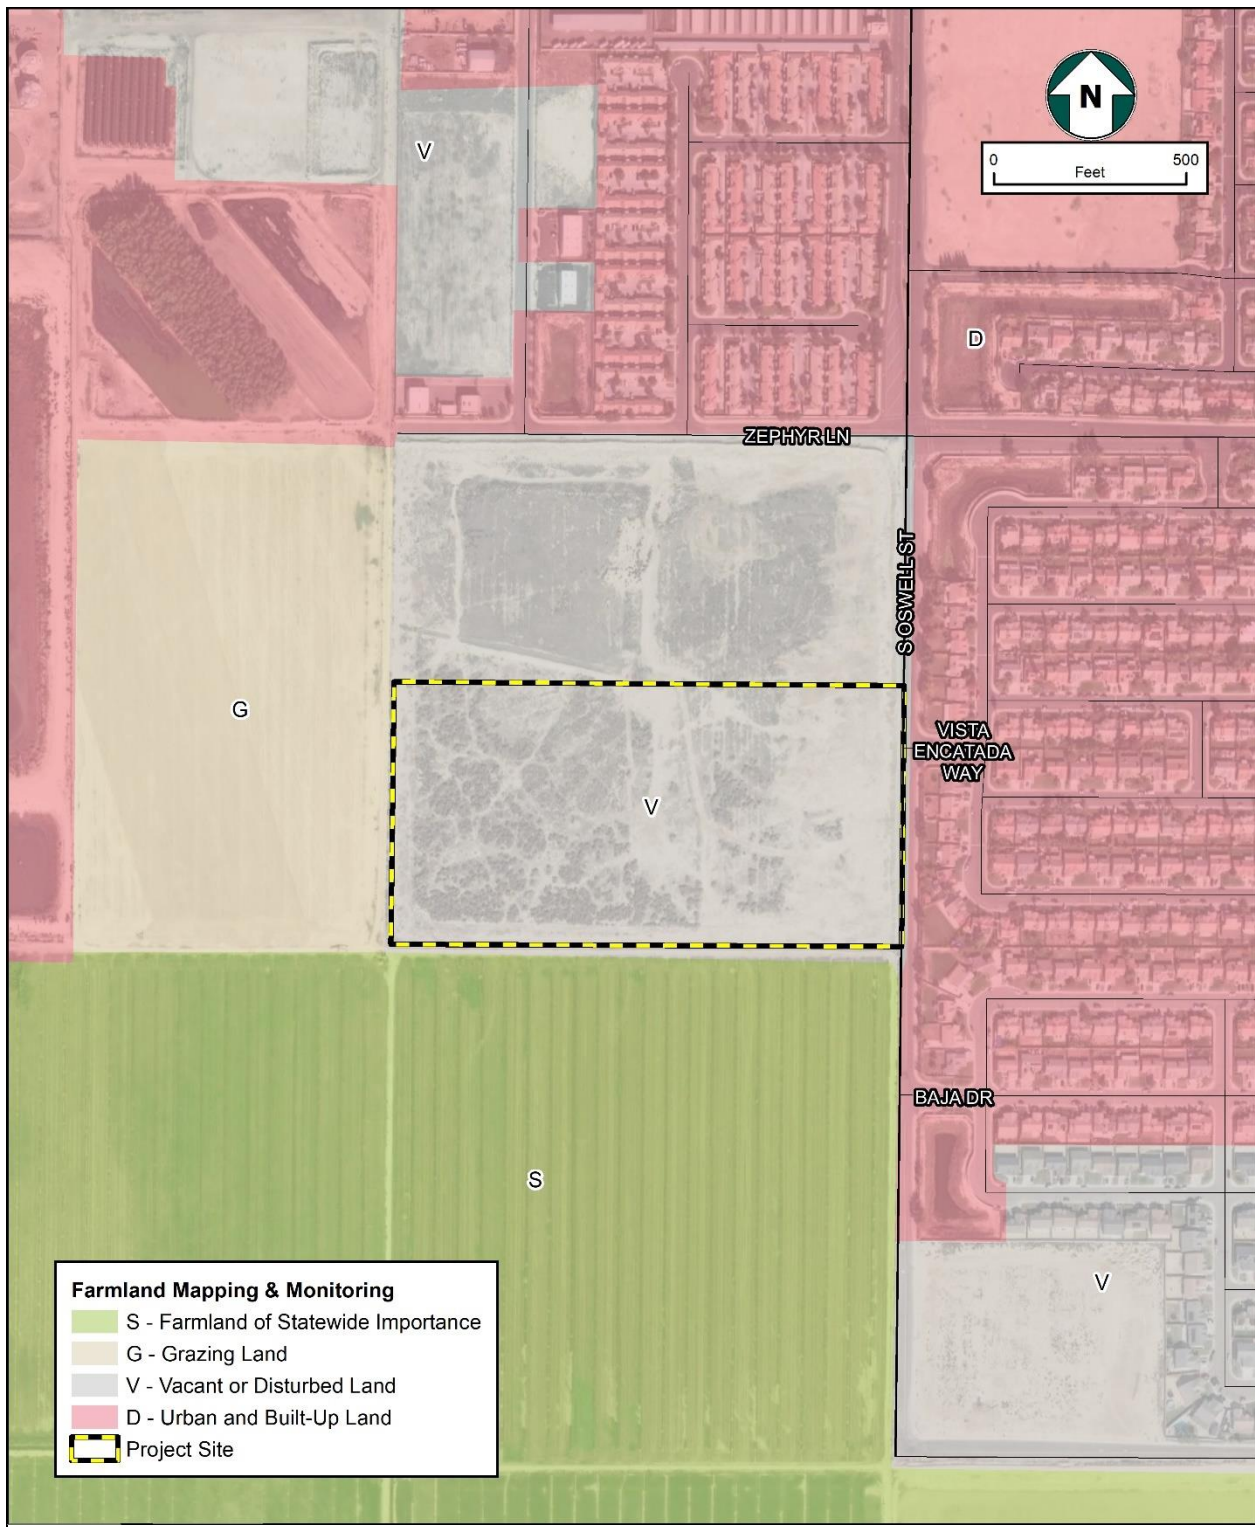 N
0 500
Feet
V
D
ZEPHYR LN
S OSWELL ST
G
VISTA
ENCATADA
WAY
V
BAJA DR
S
V
Farmland Mapping & Monitoring
S - Farmland of Statewide Importance
G - Grazing Land
V - Vacant or Disturbed Land
D - Urban and Built-Up Land
Project Site